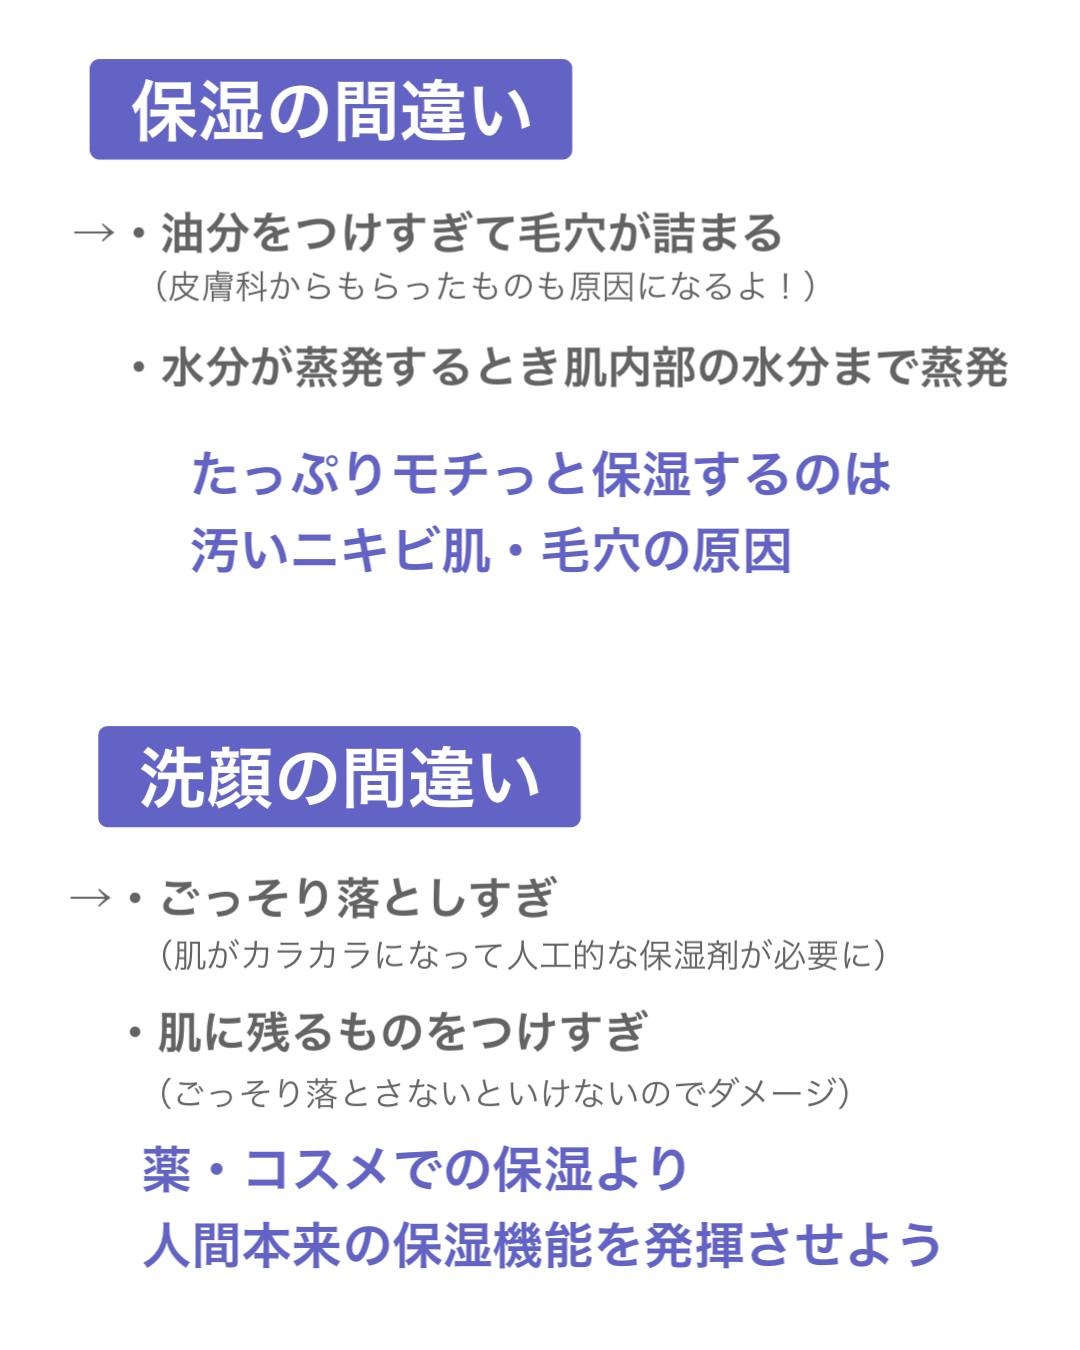 保湿の間違い
→・油分をつけすぎて毛穴が詰まる
（皮膚科からもらったものも原因になるよ！）
・水分が蒸発するとき肌内部の水分まで蒸発
たっぷりモチっと保湿するのは
汚いニキビ肌・毛穴の原因
洗顔の間違い
→・ごっそり落としすぎ
（肌がカラカラになって人工的な保湿剤が必要に）
・肌に残るものをつけすぎ
（ごっそり落とさないといけないのでダメージ）
薬・コスメでの保湿より
人間本来の保湿機能を発揮させよう